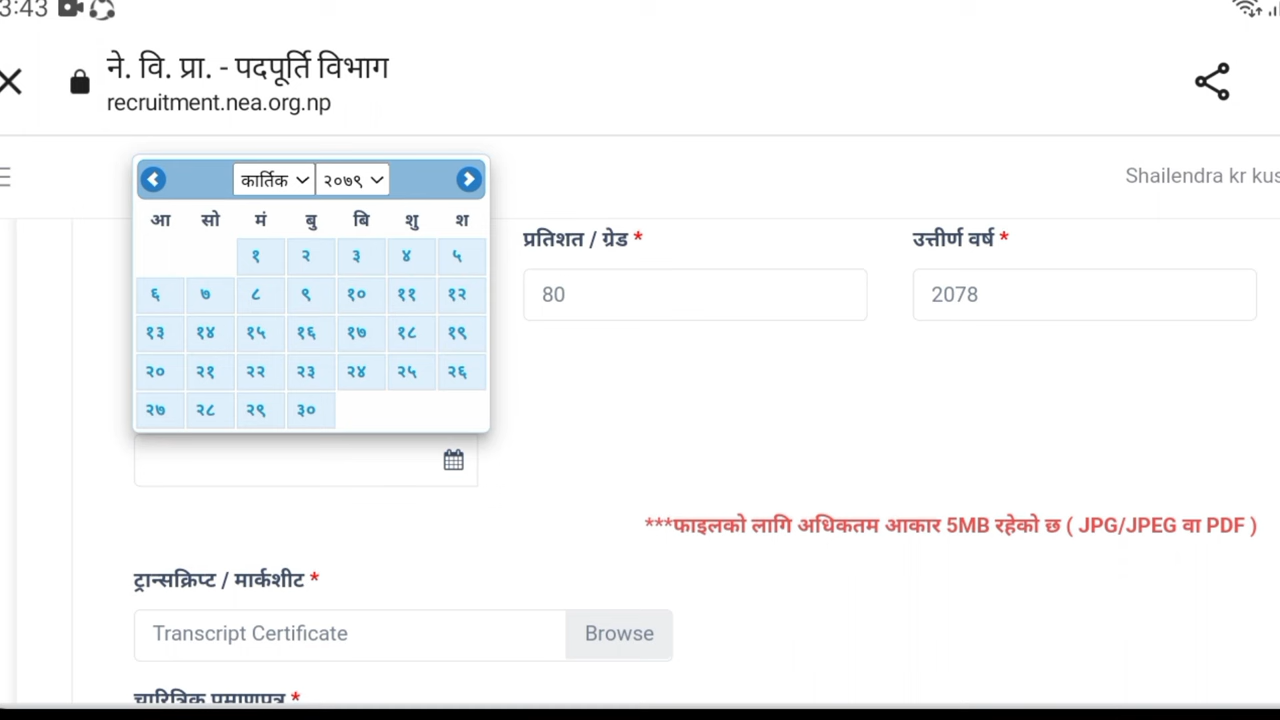 3:43
ने. वि. प्रा. - पदपूर्ति विभाग
recruitment.nea.org.np
Shailendra kr kus
कार्तिक २०७९
आ सो मं बु बि शु श
१ २ ३ ४ ५
६ ७ ८ ९ १० ११ १२
१३ १४ १५ १६ १७ १८ १९
२० २१ २२ २३ २४ २५ २६
२७ २८ २९ ३०
प्रतिशत / ग्रेड *
80
उत्तीर्ण वर्ष *
2078
***फाइलको लागि अधिकतम आकार 5MB रहेको छ ( JPG/JPEG वा PDF )
ट्रान्सक्रिप्ट / मार्कशीट *
Transcript Certificate Browse
चारित्रिक प्रमाणपत्र *